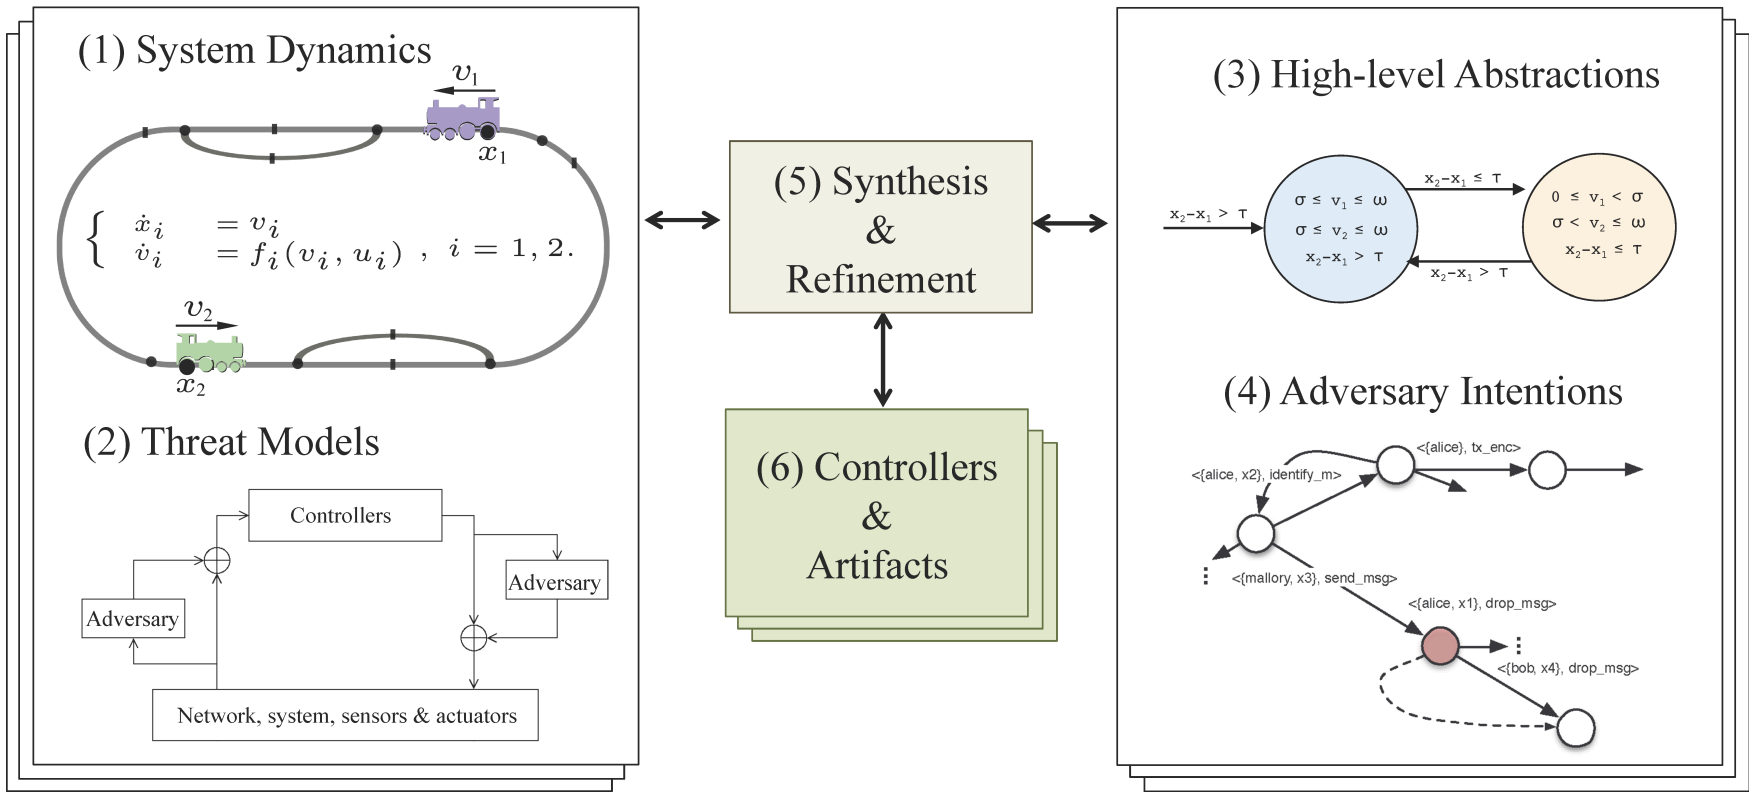 (1) System Dynamics
v₁
x₁
{ ẋᵢ = vᵢ
v̇ᵢ = fᵢ(vᵢ, uᵢ) , i = 1, 2.
v₂
x₂
(2) Threat Models
Controllers
Adversary
Adversary
Network, system, sensors & actuators
(5) Synthesis
&
Refinement
(6) Controllers
&
Artifacts
(3) High-level Abstractions
x₂-x₁ > τ
σ ≤ v₁ ≤ ω
σ ≤ v₂ ≤ ω
x₂-x₁ > τ
x₂-x₁ ≤ τ
x₂-x₁ > τ
0 ≤ v₁ < σ
σ < v₂ ≤ ω
x₂-x₁ ≤ τ
(4) Adversary Intentions
<{alice}, tx_enc>
<{alice, x2}, identify_m>
<{mallory, x3}, send_msg>
<{alice, x1}, drop_msg>
<{bob, x4}, drop_msg>